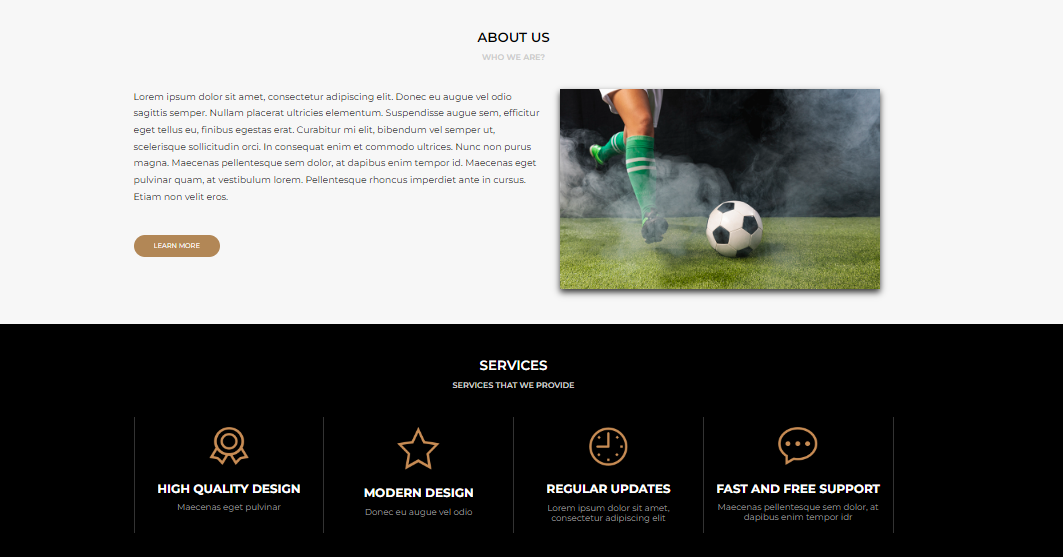 ABOUT US
WHO WE ARE?
Lorem ipsum dolor sit amet, consectetur adipiscing elit. Donec eu augue vel odio
sagittis semper. Nullam placerat ultricies elementum. Suspendisse augue sem, efficitur
eget tellus eu, finibus egestas erat. Curabitur mi elit, bibendum vel semper ut,
scelerisque sollicitudin orci. In consequat enim et commodo ultrices. Nunc non purus
magna. Maecenas pellentesque sem dolor, at dapibus enim tempor id. Maecenas eget
pulvinar quam, at vestibulum lorem. Pellentesque rhoncus imperdiet ante in cursus.
Etiam non velit eros.
LEARN MORE
SERVICES
SERVICES THAT WE PROVIDE
HIGH QUALITY DESIGN
Maecenas eget pulvinar
MODERN DESIGN
Donec eu augue vel odio
REGULAR UPDATES
Lorem ipsum dolor sit amet,
consectetur adipiscing elit
FAST AND FREE SUPPORT
Maecenas pellentesque sem dolor, at
dapibus enim tempor idr